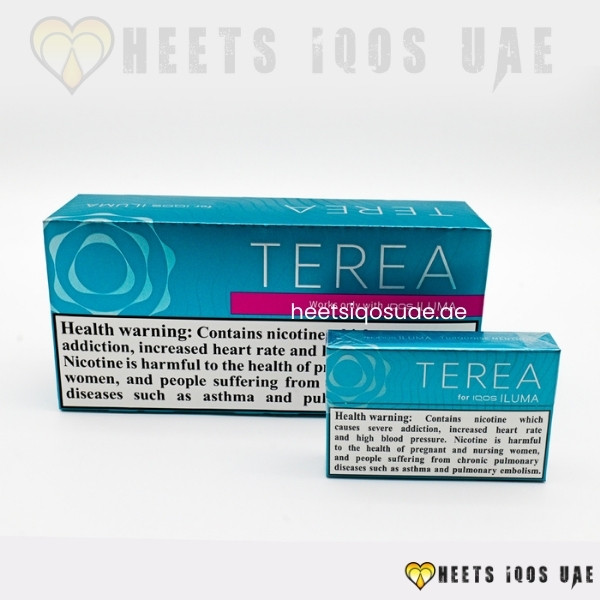 HEETS iQOS UAE
for IQOS ILUMA TEREA
TEREA
Works only with IQOS ILUMA
heetsiqosuae.ae
Health warning: Contains nicotine
addiction, increased heart rate and
Nicotine is harmful to the health of
women, and people suffering from
diseases such as asthma and
ILUMA
TEREA
for IQOS ILUMA
Health warning: Contains nicotine which
causes severe addiction, increased heart rate
and high blood pressure. Nicotine is harmful
to the health of pregnant and nursing women,
and people suffering from chronic pulmonary
diseases such as asthma and pulmonary embolism.
HEETS iQOS UAE